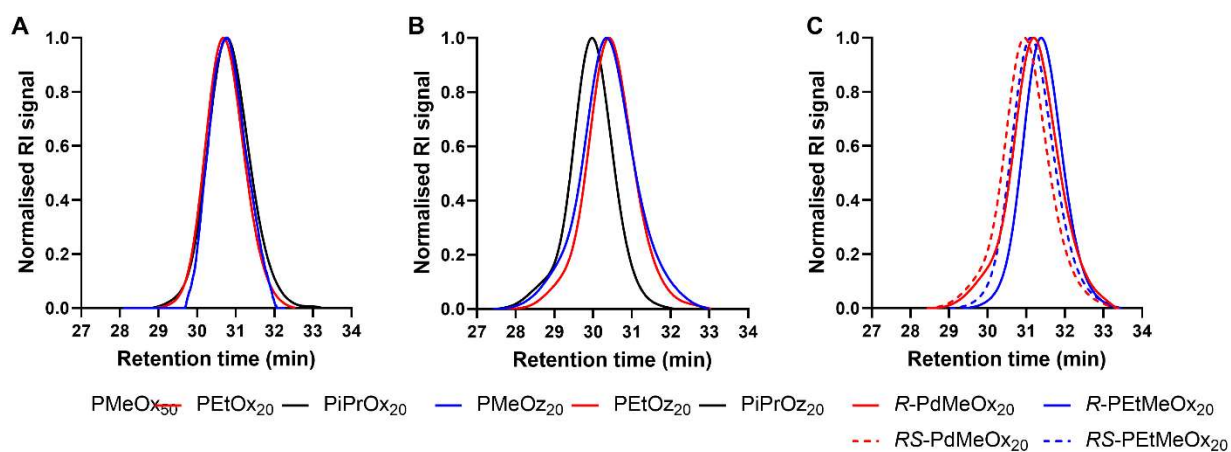 A
B
C
Normalised RI signal
1.0
0.8
0.6
0.4
0.2
0.0
27 28 29 30 31 32 33 34
Retention time (min)
Normalised RI signal
1.0
0.8
0.6
0.4
0.2
0.0
27 28 29 30 31 32 33 34
Retention time (min)
Normalised RI signal
1.0
0.8
0.6
0.4
0.2
0.0
27 28 29 30 31 32 33 34
Retention time (min)
PMeOx₅₀ PEtOx₂₀ PiPrOx₂₀ PMeOz₂₀ PEtOz₂₀ PiPrOz₂₀ R-PdMeOx₂₀ R-PEtMeOx₂₀
RS-PdMeOx₂₀ RS-PEtMeOx₂₀